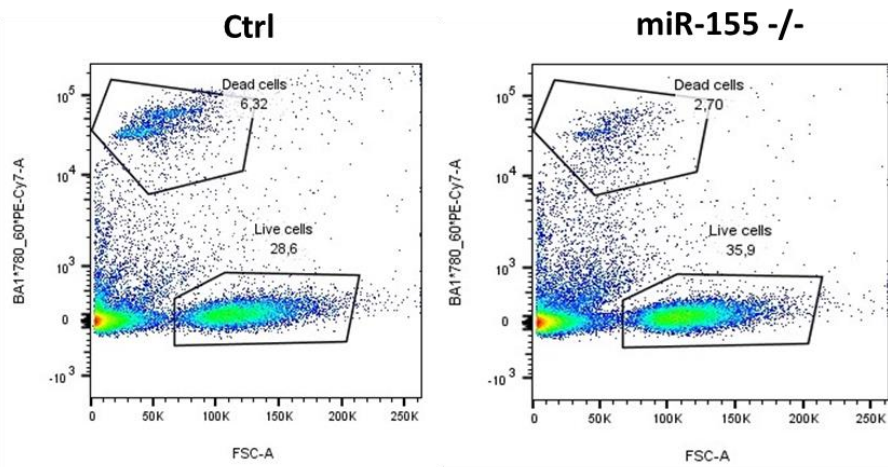 Ctrl
BA1*780_60*PE-Cy7-A
10^5
10^4
10^3
0
-10^3
Dead cells
6,32
Live cells
28,6
0 50K 100K 150K 200K 250K
FSC-A
miR-155 -/-
BA1*780_60*PE-Cy7-A
10^5
10^4
10^3
0
-10^3
Dead cells
2,70
Live cells
35,9
0 50K 100K 150K 200K 250K
FSC-A